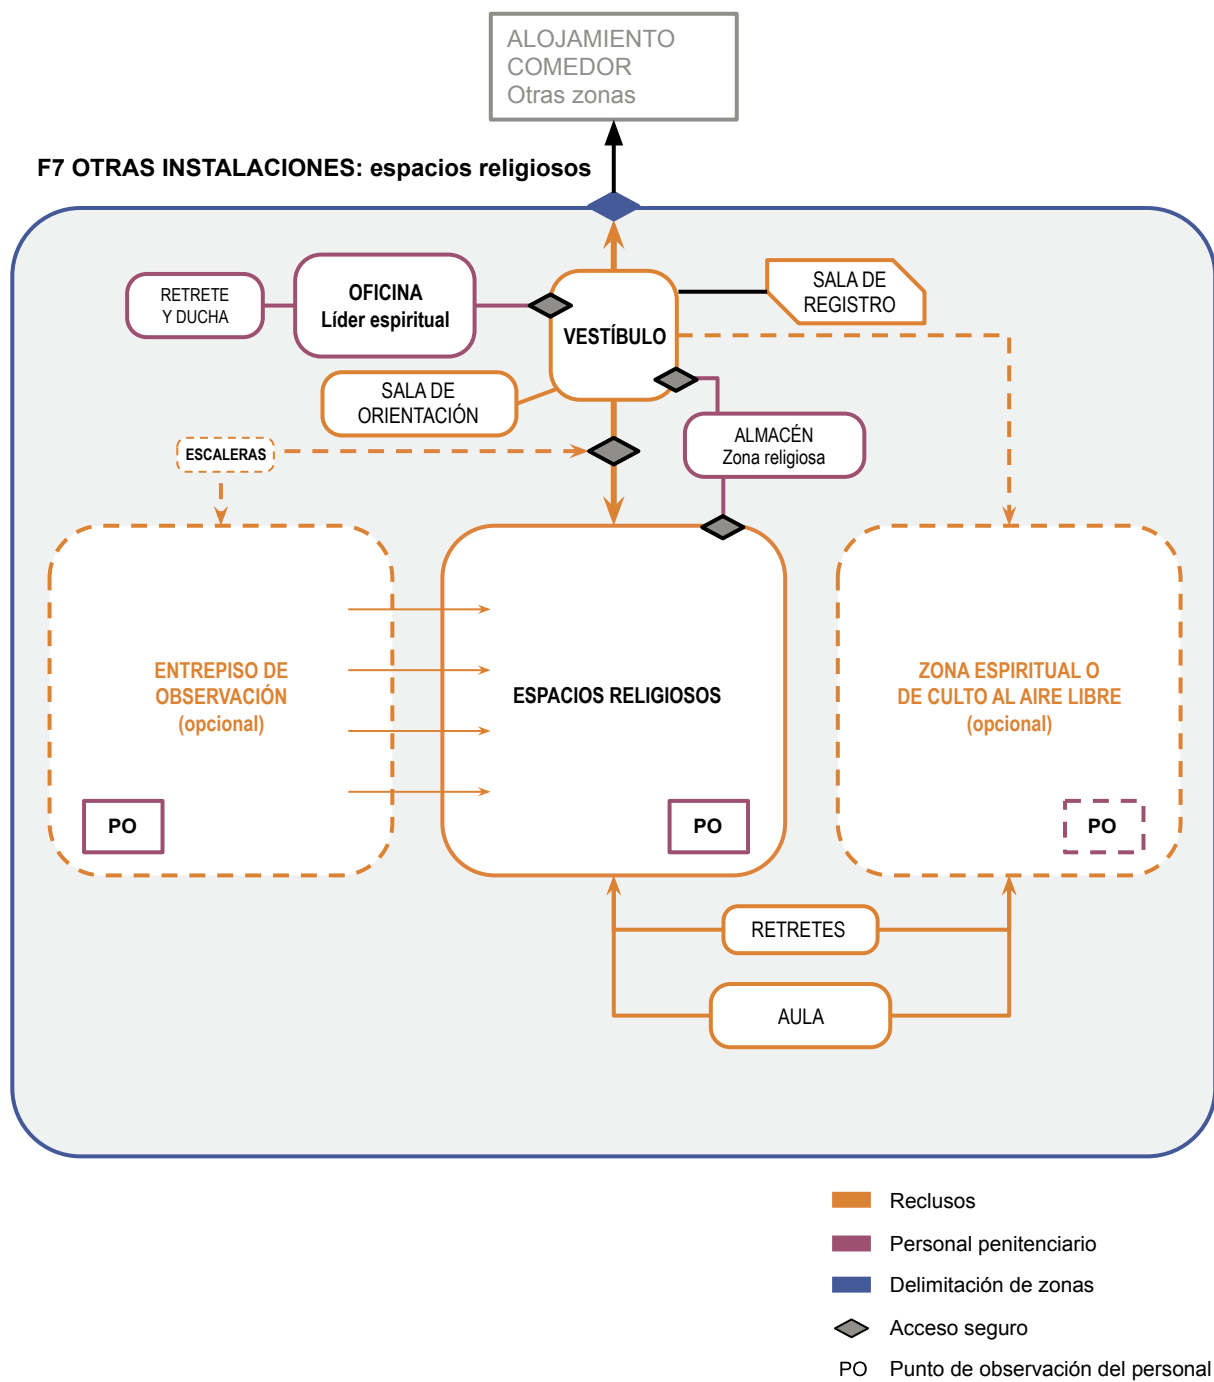 ALOJAMIENTO
COMEDOR
Otras zonas
F7 OTRAS INSTALACIONES: espacios religiosos
RETRETE
Y DUCHA
OFICINA
Líder espiritual
VESTÍBULO
SALA DE
REGISTRO
SALA DE
ORIENTACIÓN
ESCALERAS
ALMACÉN
Zona religiosa
ENTREPISO DE
OBSERVACIÓN
(opcional)
PO
ESPACIOS RELIGIOSOS
PO
ZONA ESPIRITUAL O
DE CULTO AL AIRE LIBRE
(opcional)
PO
RETRETES
AULA
Reclusos
Personal penitenciario
Delimitación de zonas
Acceso seguro
PO Punto de observación del personal